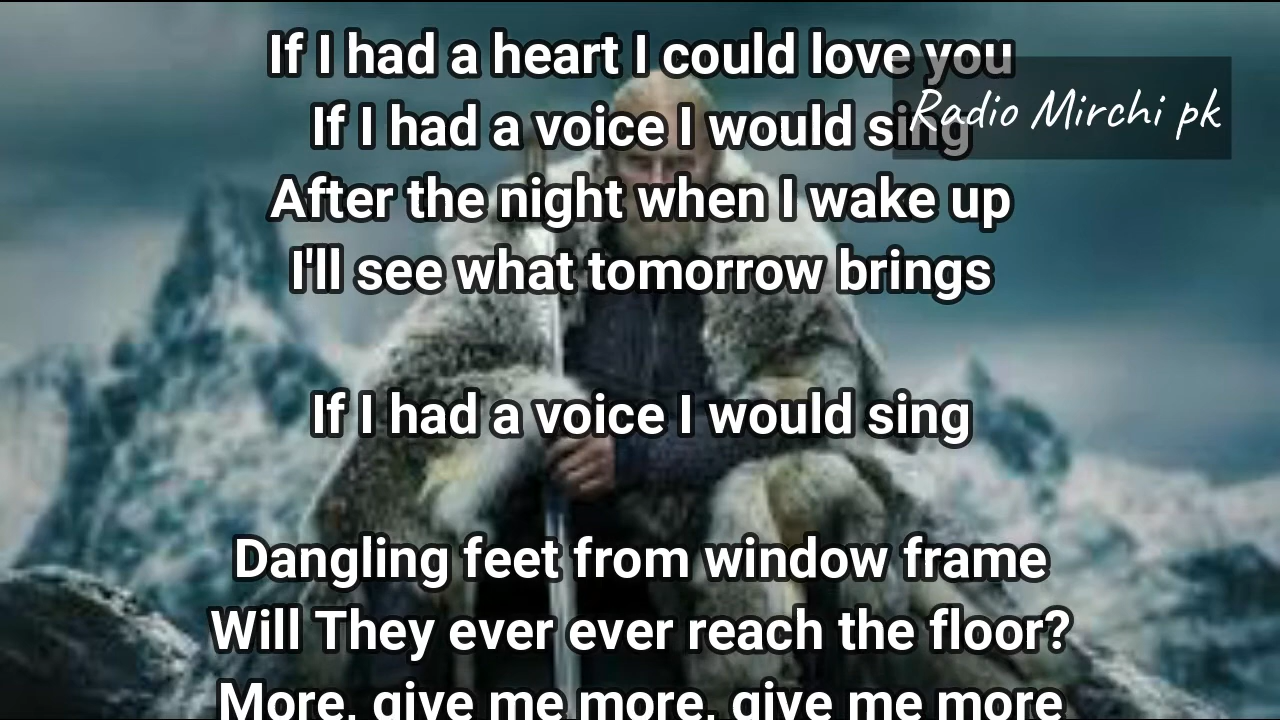 If I had a heart I could love you
If I had a voice I would sing
Radio Mirchi pk
After the night when I wake up
I'll see what tomorrow brings
If I had a voice I would sing
Dangling feet from window frame
Will They ever ever reach the floor?
More, give me more, give me more